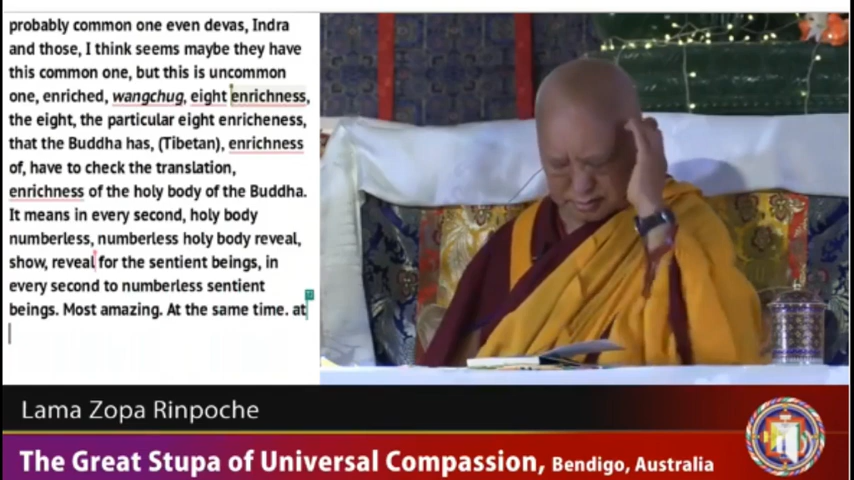 probably common one even devas, Indra
and those, I think seems maybe they have
this common one, but this is uncommon
one, enriched, wangchug, eight enrichness,
the eight, the particular eight enricheness,
that the Buddha has, (Tibetan), enrichness
of, have to check the translation,
enrichness of the holy body of the Buddha.
It means in every second, holy body
numberless, numberless holy body reveal,
show, reveal for the sentient beings, in
every second to numberless sentient
beings. Most amazing. At the same time. at
Lama Zopa Rinpoche
The Great Stupa of Universal Compassion, Bendigo, Australia